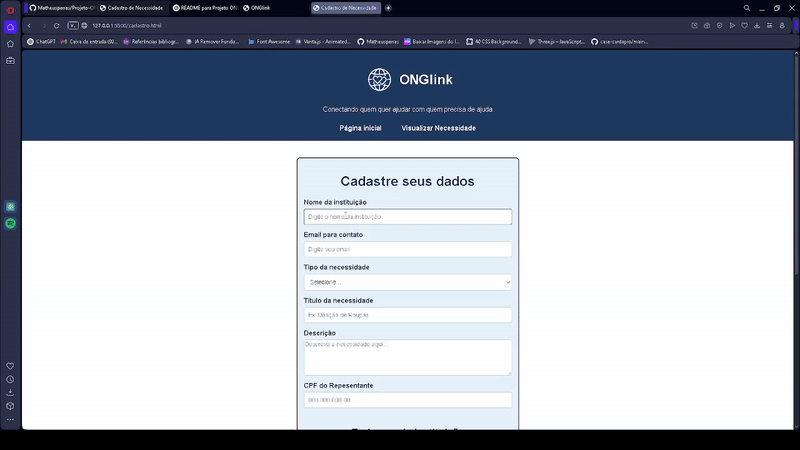 Matheusopenas/Projeto-O
Cadastro de Necessidade
README para Projeto ON
ONGlink
Cadastro de Necessidade
127.0.0.1:5500/cadastro.html
ChatGPT
Caixa de entrada
Referências bibliogr...
IA Remover Fundo...
Font Awesome
Vanta.js - Animated...
Matheusopenas
Baixar Imagens do I...
40 CSS Background...
Three.js – JavaScript...
case-cardapio/main...
ONGlink
Conectando quem quer ajudar com quem precisa de ajuda
Página inicial
Visualizar Necessidade
Cadastre seus dados
Nome da instituição
Digite o nome da instituição
Email para contato
Digite seu email
Tipo da necessidade
Selecione...
Título da necessidade
Ex: Doação de Roupas
Descrição
Descreva a necessidade aqui...
CPF do Repesentante
000.000.000-00